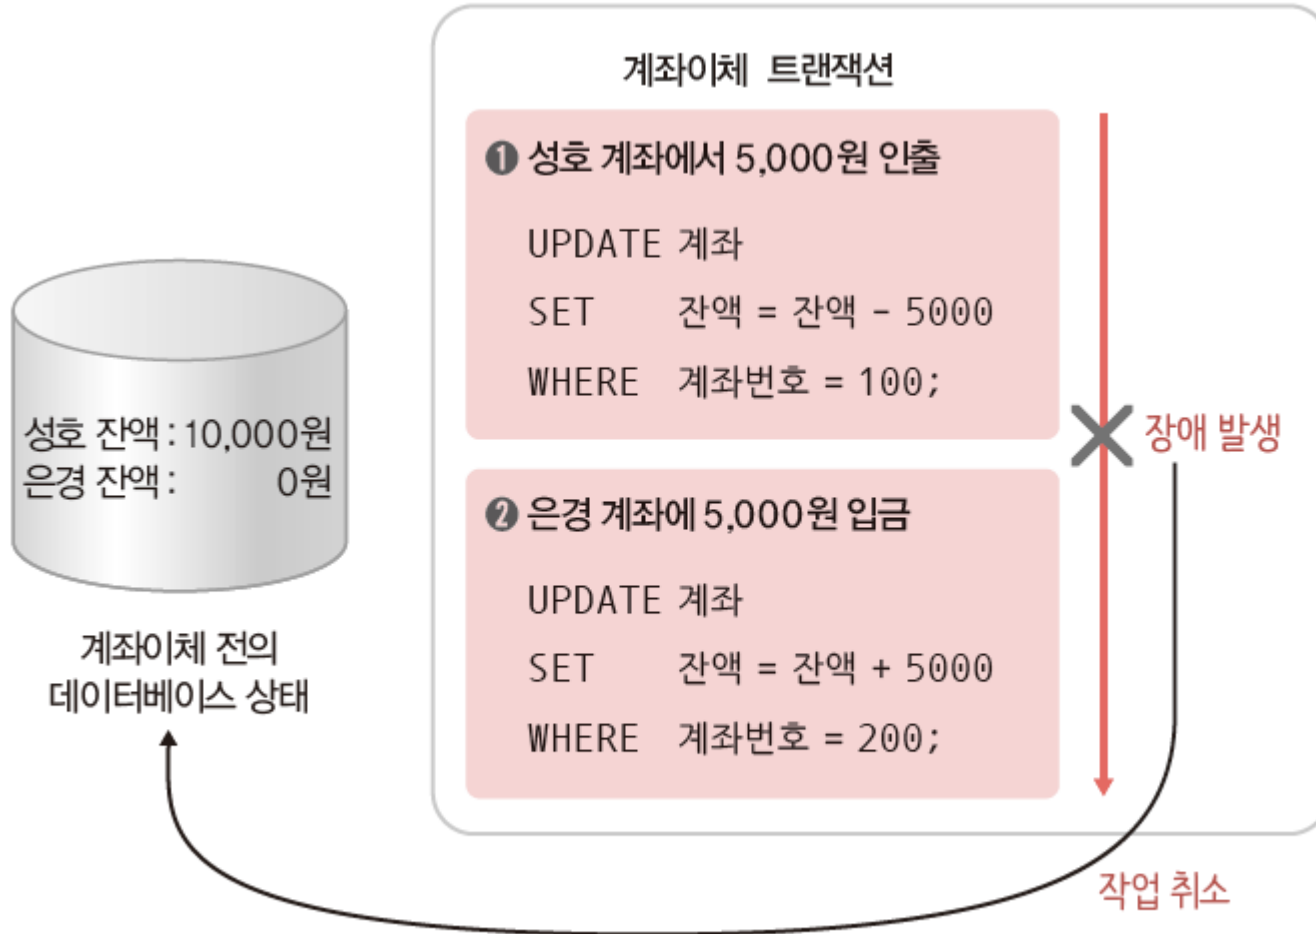 계좌이체 트랜잭션
❶ 성호 계좌에서 5,000원 인출
UPDATE 계좌
SET 잔액 = 잔액 - 5000
WHERE 계좌번호 = 100;
장애 발생
❷ 은경 계좌에 5,000원 입금
UPDATE 계좌
SET 잔액 = 잔액 + 5000
WHERE 계좌번호 = 200;
성호 잔액 : 10,000원
은경 잔액 : 0원
계좌이체 전의
데이터베이스 상태
작업 취소